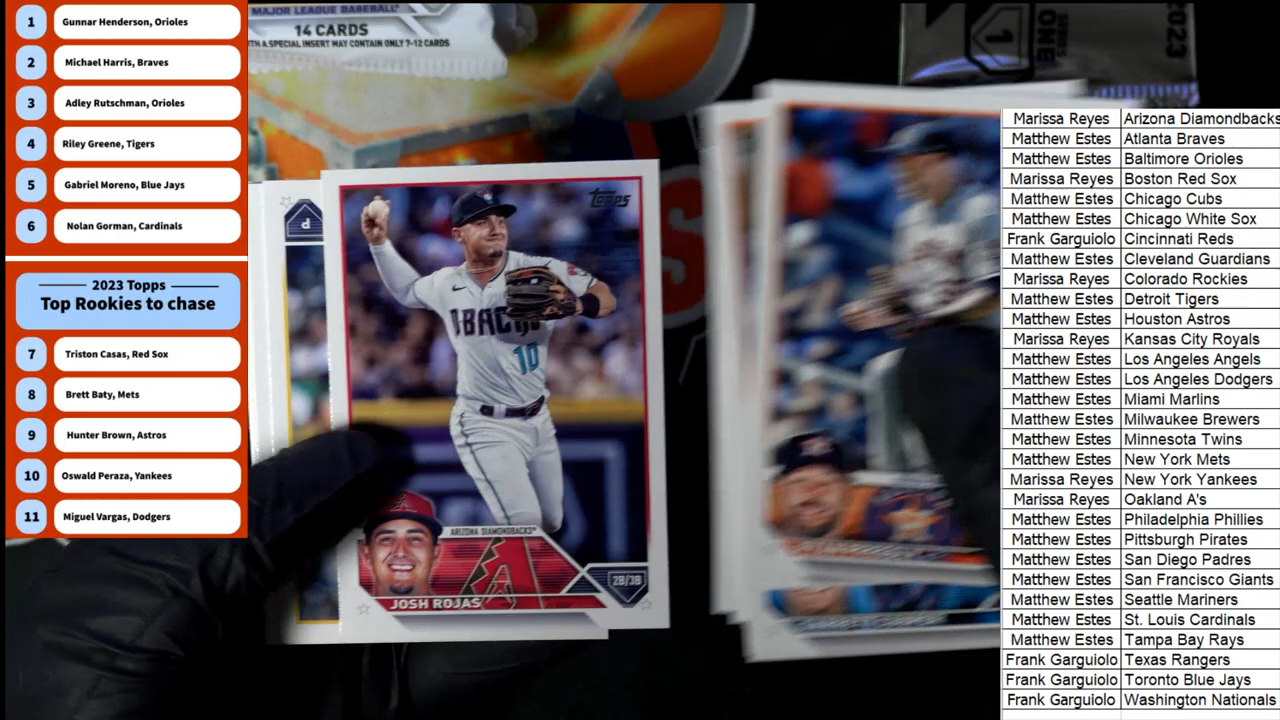 1 Gunnar Henderson, Orioles
2 Michael Harris, Braves
3 Adley Rutschman, Orioles
4 Riley Greene, Tigers
5 Gabriel Moreno, Blue Jays
6 Nolan Gorman, Cardinals
2023 Topps
Top Rookies to chase
7 Triston Casas, Red Sox
8 Brett Baty, Mets
9 Hunter Brown, Astros
10 Oswald Peraza, Yankees
11 Miguel Vargas, Dodgers
MAJOR LEAGUE BASEBALL
14 CARDS
A SPECIAL INSERT MAY CONTAIN ONLY 7-12 CARDS
2023
ONE
1
P
Topps
DBACKS
10
ARIZONA DIAMONDBACKS
2B/3B
JOSH ROJAS
Marissa Reyes Arizona Diamondbacks
Matthew Estes Atlanta Braves
Matthew Estes Baltimore Orioles
Marissa Reyes Boston Red Sox
Matthew Estes Chicago Cubs
Matthew Estes Chicago White Sox
Frank Garguiolo Cincinnati Reds
Matthew Estes Cleveland Guardians
Marissa Reyes Colorado Rockies
Matthew Estes Detroit Tigers
Matthew Estes Houston Astros
Marissa Reyes Kansas City Royals
Matthew Estes Los Angeles Angels
Matthew Estes Los Angeles Dodgers
Matthew Estes Miami Marlins
Matthew Estes Milwaukee Brewers
Matthew Estes Minnesota Twins
Matthew Estes New York Mets
Marissa Reyes New York Yankees
Marissa Reyes Oakland A's
Matthew Estes Philadelphia Phillies
Matthew Estes Pittsburgh Pirates
Matthew Estes San Diego Padres
Matthew Estes San Francisco Giants
Matthew Estes Seattle Mariners
Matthew Estes St. Louis Cardinals
Matthew Estes Tampa Bay Rays
Frank Garguiolo Texas Rangers
Frank Garguiolo Toronto Blue Jays
Frank Garguiolo Washington Nationals